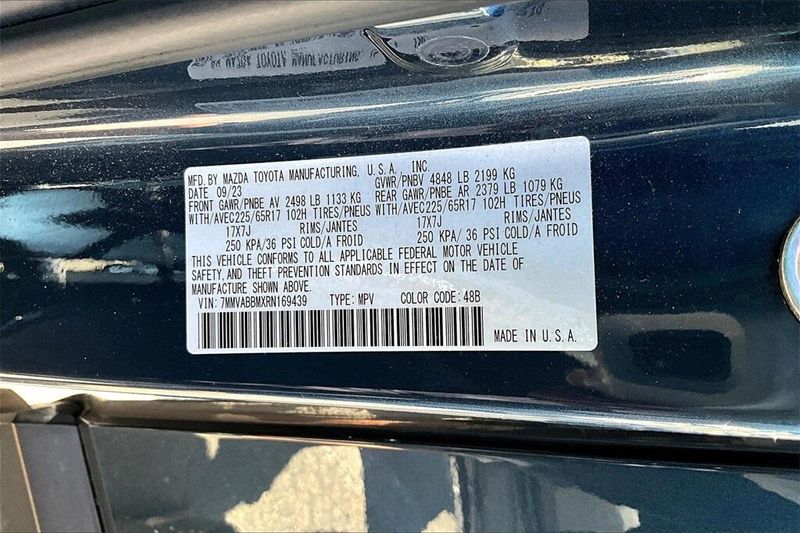 MFD. BY MAZDA TOYOTA MANUFACTURING, U.S.A., INC.
DATE 09/23 GVWR/PNBV 4848 LB 2199 KG
FRONT GAWR/PNBE AV 2498 LB 1133 KG REAR GAWR/PNBE AR 2379 LB 1079 KG
WITH/AVEC225/65R17 102H TIRES/PNEUS WITH/AVEC225/65R17 102H TIRES/PNEUS
17X7J RIMS/JANTES 17X7J RIMS/JANTES
250 KPA/36 PSI COLD/A FROID 250 KPA/ 36 PSI COLD/A FROID
THIS VEHICLE CONFORMS TO ALL APPLICABLE FEDERAL MOTOR VEHICLE
SAFETY, AND THEFT PREVENTION STANDARDS IN EFFECT ON THE DATE OF
MANUFACTURE SHOWN ABOVE.
VIN: 7MMVABBMXRN169439 TYPE: MPV COLOR CODE: 48B
MADE IN U.S.A.